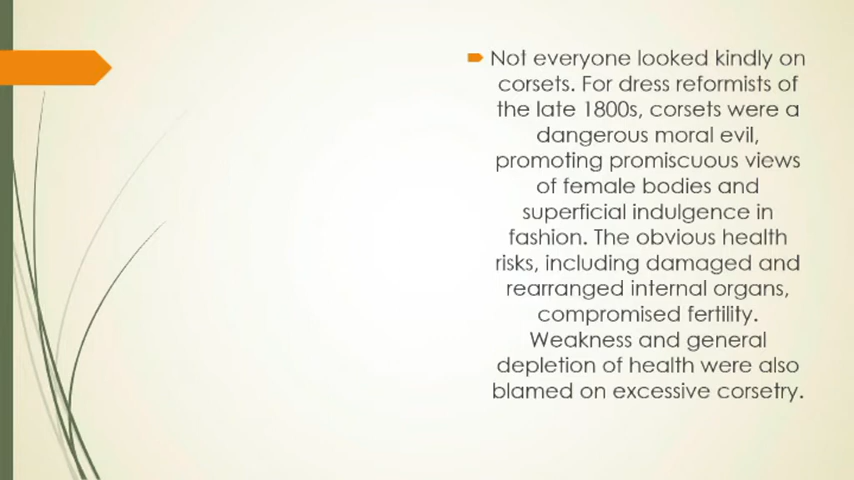 Not everyone looked kindly on
corsets. For dress reformists of
the late 1800s, corsets were a
dangerous moral evil,
promoting promiscuous views
of female bodies and
superficial indulgence in
fashion. The obvious health
risks, including damaged and
rearranged internal organs,
compromised fertility.
Weakness and general
depletion of health were also
blamed on excessive corsetry.